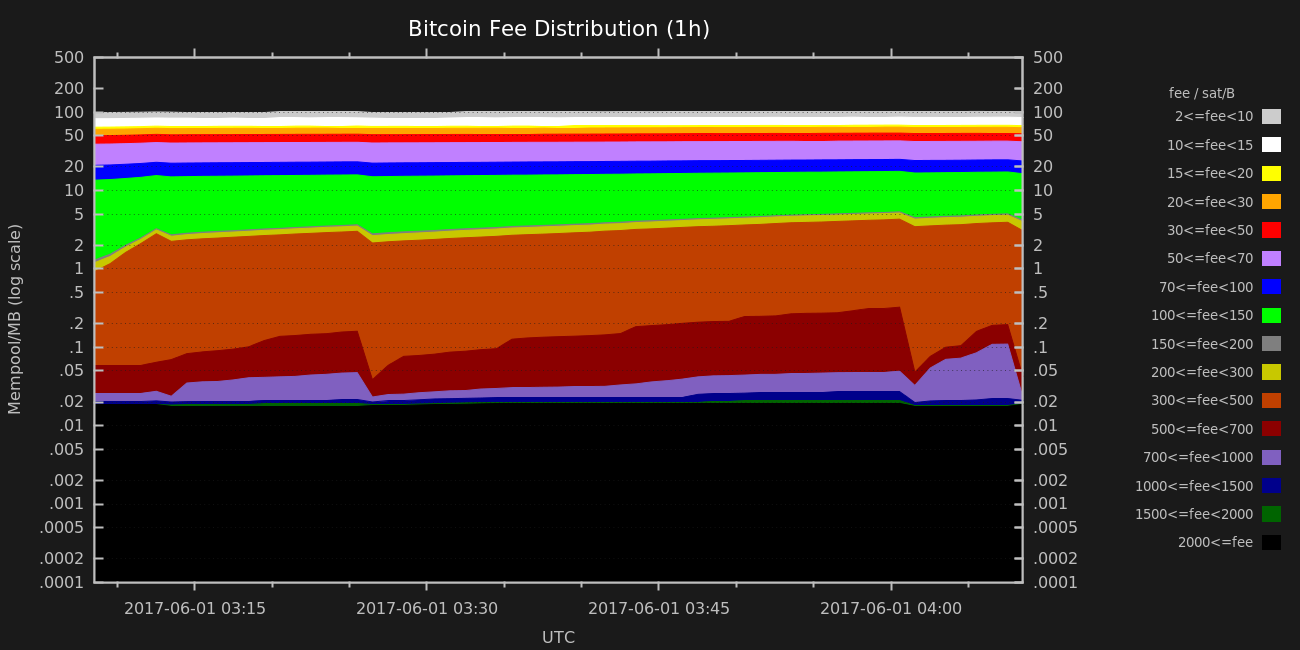 Bitcoin Fee Distribution (1h)
Mempool/MB (log scale)
500
200
100
50
20
10
5
2
1
.5
.2
.1
.05
.02
.01
.005
.002
.001
.0005
.0002
.0001
500
200
100
50
20
10
5
2
1
.5
.2
.1
.05
.02
.01
.005
.002
.001
.0005
.0002
.0001
2017-06-01 03:15
2017-06-01 03:30
2017-06-01 03:45
2017-06-01 04:00
UTC
fee / sat/B
2<=fee<10
10<=fee<15
15<=fee<20
20<=fee<30
30<=fee<50
50<=fee<70
70<=fee<100
100<=fee<150
150<=fee<200
200<=fee<300
300<=fee<500
500<=fee<700
700<=fee<1000
1000<=fee<1500
1500<=fee<2000
2000<=fee